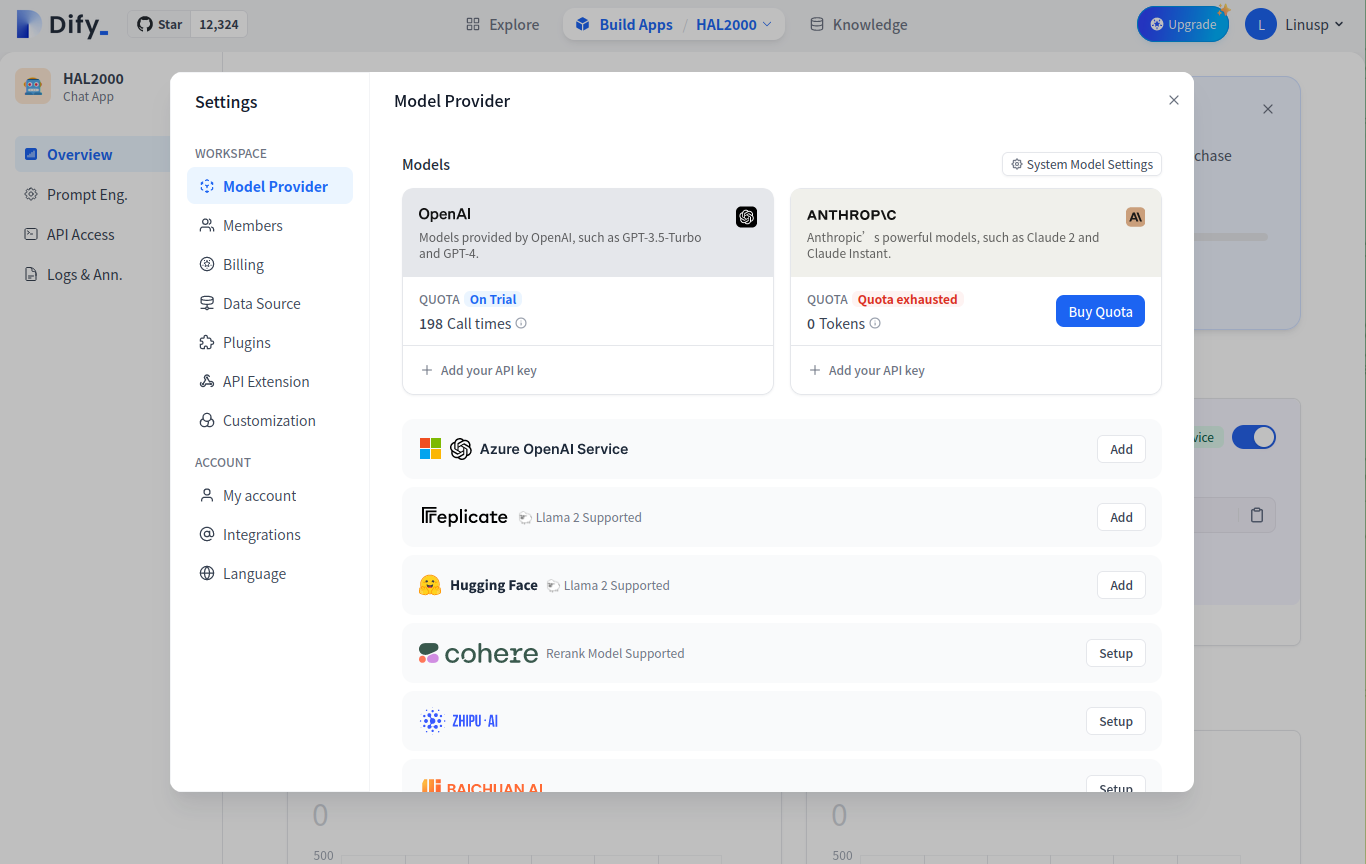 Dify_
Star 12,324
Explore
Build Apps / HAL2000
Knowledge
Upgrade
L Linusp
HAL2000
Chat App
Overview
Prompt Eng.
API Access
Logs & Ann.
Settings
WORKSPACE
Model Provider
Members
Billing
Data Source
Plugins
API Extension
Customization
ACCOUNT
My account
Integrations
Language
Model Provider
Models
System Model Settings
OpenAI
Models provided by OpenAI, such as GPT-3.5-Turbo
and GPT-4.
QUOTA On Trial
198 Call times
+ Add your API key
ANTHROP\C
A\
Anthropic’s powerful models, such as Claude 2 and
Claude Instant.
QUOTA Quota exhausted
0 Tokens
Buy Quota
+ Add your API key
Azure OpenAI Service Add
Replicate Llama 2 Supported Add
Hugging Face Llama 2 Supported Add
cohere Rerank Model Supported Setup
ZHIPU·AI Setup
BAICHUAN AI Setup
chase
vice
0
500
0
500